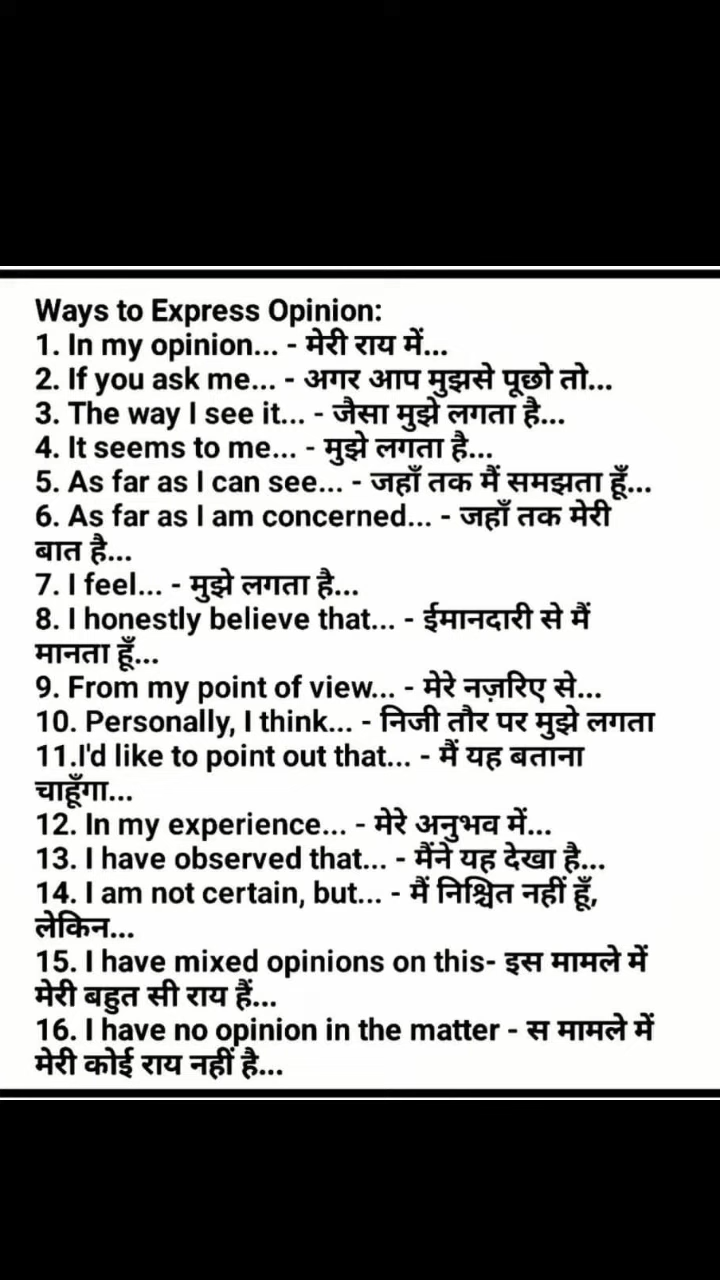 Ways to Express Opinion:
1. In my opinion... - मेरी राय में...
2. If you ask me... - अगर आप मुझसे पूछो तो...
3. The way I see it... - जैसा मुझे लगता है...
4. It seems to me... - मुझे लगता है...
5. As far as I can see... - जहाँ तक मैं समझता हूँ...
6. As far as I am concerned... - जहाँ तक मेरी
बात है...
7. I feel... - मुझे लगता है...
8. I honestly believe that... - ईमानदारी से मैं
मानता हूँ...
9. From my point of view... - मेरे नज़रिए से...
10. Personally, I think... - निजी तौर पर मुझे लगता
11.I'd like to point out that... - मैं यह बताना
चाहूँगा...
12. In my experience... - मेरे अनुभव में...
13. I have observed that... - मैंने यह देखा है...
14. I am not certain, but... - मैं निश्चित नहीं हूँ,
लेकिन...
15. I have mixed opinions on this- इस मामले में
मेरी बहुत सी राय हैं...
16. I have no opinion in the matter - स मामले में
मेरी कोई राय नहीं है...